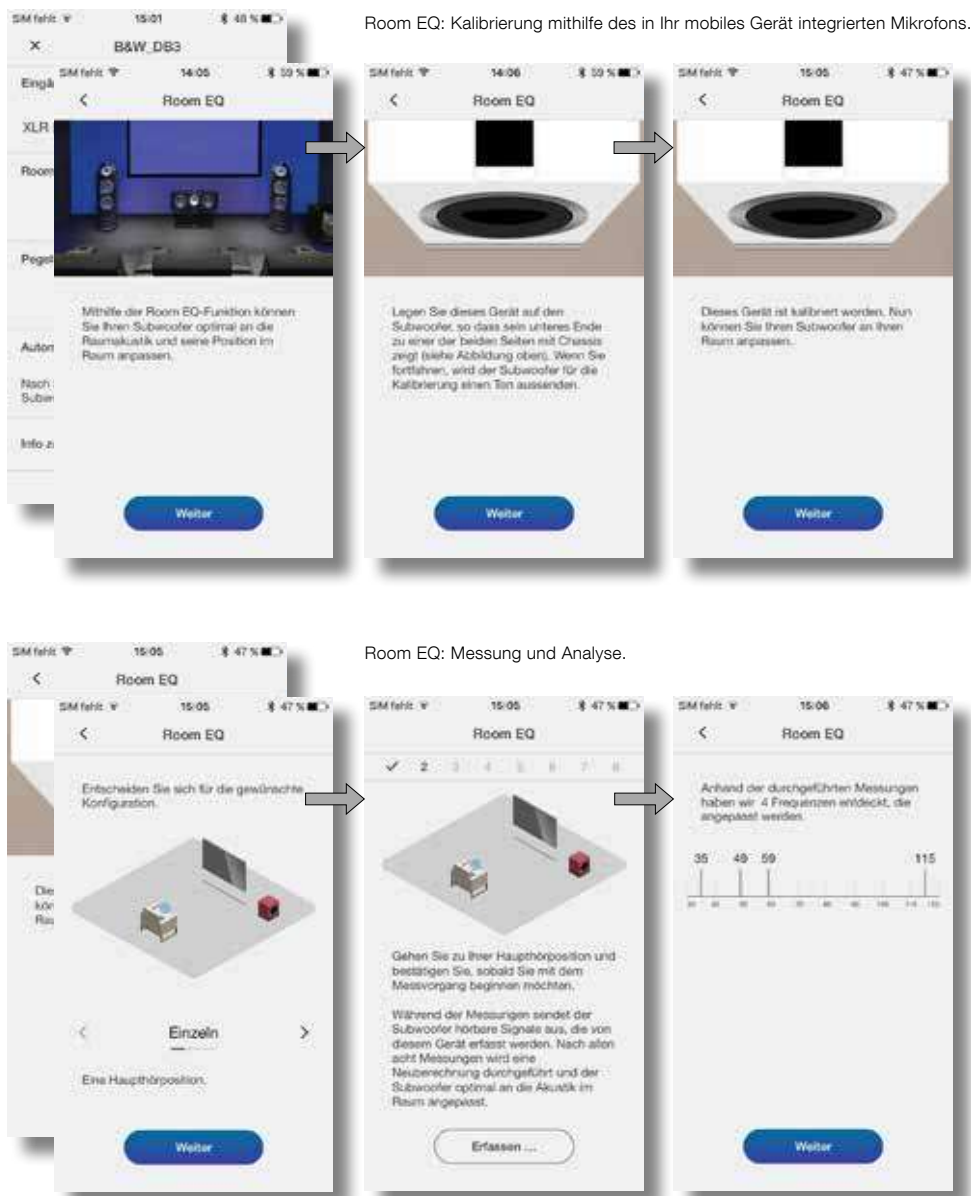 Room EQ: Kalibrierung mithilfe des in Ihr mobiles Gerät integrierten Mikrofons.
SIM fehlt 15:01 48 %
B&W_DB3
Eingä
XLR
Room
Pegel
Autom
Nach
Subw
Info z
SIM fehlt 14:05 59 %
Room EQ
Mithilfe der Room EQ-Funktion können
Sie Ihren Subwoofer optimal an die
Raumakustik und seine Position im
Raum anpassen.
Weiter
SIM fehlt 14:06 59 %
Room EQ
Legen Sie dieses Gerät auf den
Subwoofer, so dass sein unteres Ende
zu einer der beiden Seiten mit Chassis
zeigt (siehe Abbildung oben). Wenn Sie
fortfahren, wird der Subwoofer für die
Kalibrierung einen Ton aussenden.
Weiter
SIM fehlt 15:05 47 %
Room EQ
Dieses Gerät ist kalibriert worden. Nun
können Sie Ihren Subwoofer an Ihren
Raum anpassen.
Weiter
Room EQ: Messung und Analyse.
SIM fehlt 15:05 47 %
Room EQ
Die
kön
Rau
SIM fehlt 15:05 47 %
Room EQ
Entscheiden Sie sich für die gewünschte
Konfiguration.
Einzeln
Eine Haupthörposition.
Weiter
SIM fehlt 15:05 47 %
Room EQ
2 3 4 5 6 7 8
Gehen Sie zu Ihrer Haupthörposition und
bestätigen Sie, sobald Sie mit dem
Messvorgang beginnen möchten.
Während der Messungen sendet der
Subwoofer hörbare Signale aus, die von
diesem Gerät erfasst werden. Nach allen
acht Messungen wird eine
Neuberechnung durchgeführt und der
Subwoofer optimal an die Akustik im
Raum angepasst.
Erfassen ...
SIM fehlt 15:06 47 %
Room EQ
Anhand der durchgeführten Messungen
haben wir 4 Frequenzen entdeckt, die
angepasst werden.
35 49 59 115
Weiter